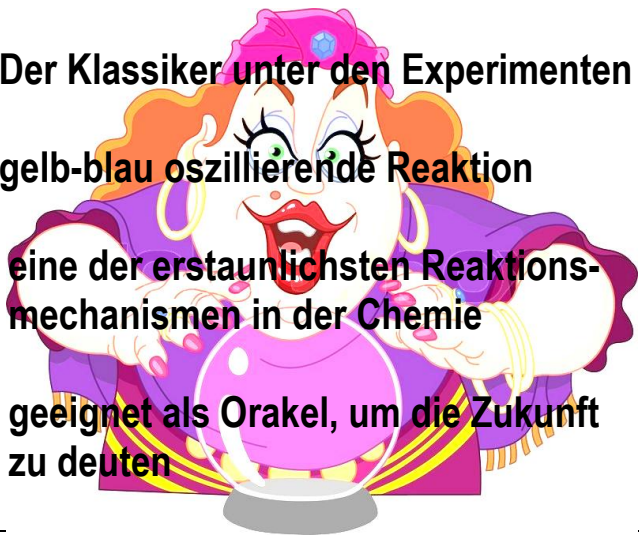 Der Klassiker unter den Experimenten
gelb-blau oszillierende Reaktion
eine der erstaunlichsten Reaktions-
mechanismen in der Chemie
geeignet als Orakel, um die Zukunft
zu deuten